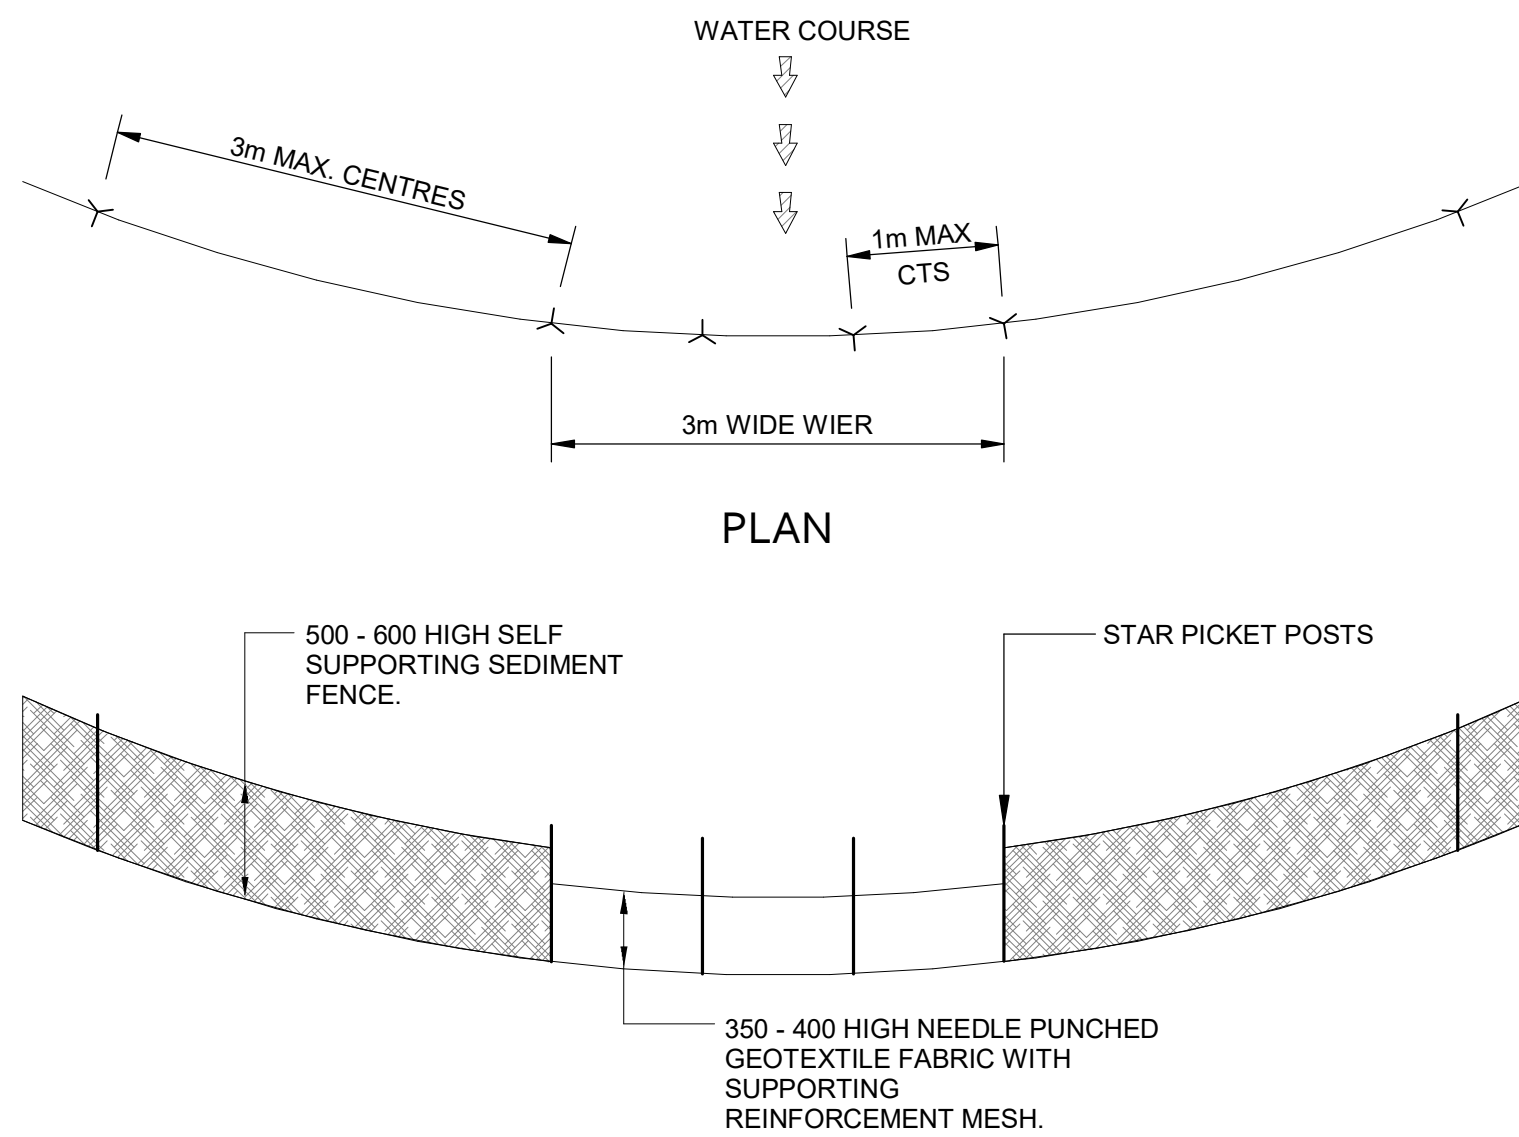 WATER COURSE
3m MAX. CENTRES
1m MAX
CTS
3m WIDE WIER
PLAN
500 - 600 HIGH SELF
SUPPORTING SEDIMENT
FENCE.
STAR PICKET POSTS
350 - 400 HIGH NEEDLE PUNCHED
GEOTEXTILE FABRIC WITH
SUPPORTING
REINFORCEMENT MESH.